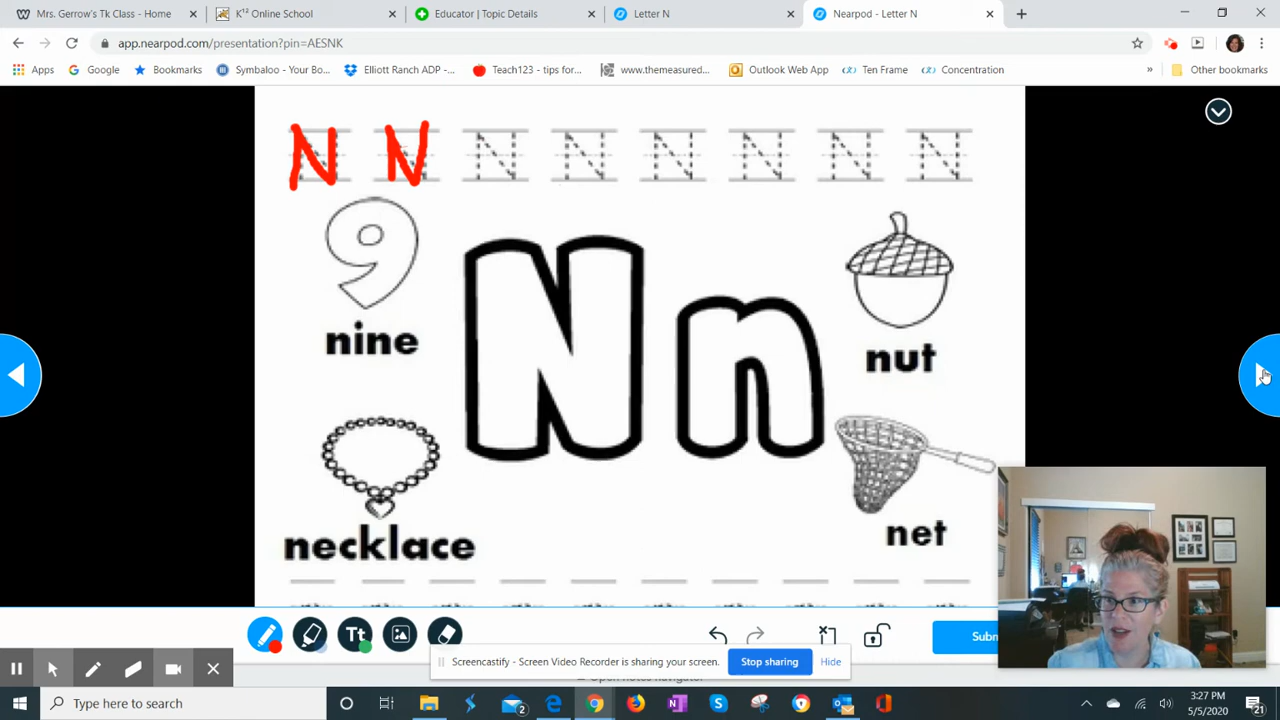 Mrs. Gerrow's Tk Class - Home
K¹² Online School
Educator | Topic Details
Letter N
Nearpod - Letter N
app.nearpod.com/presentation?pin=AESNK
Apps
Google
Bookmarks
Symbaloo - Your Bo...
Elliott Ranch ADP -...
Teach123 - tips for...
www.themeasured...
Outlook Web App
Ten Frame
Concentration
»
Other bookmarks
N N N N N N N N
9
nine
Nn
nut
necklace
net
Tt
Subm
Screencastify - Screen Video Recorder is sharing your screen.
Stop sharing
Hide
Type here to search
2
3:27 PM
5/5/2020
21